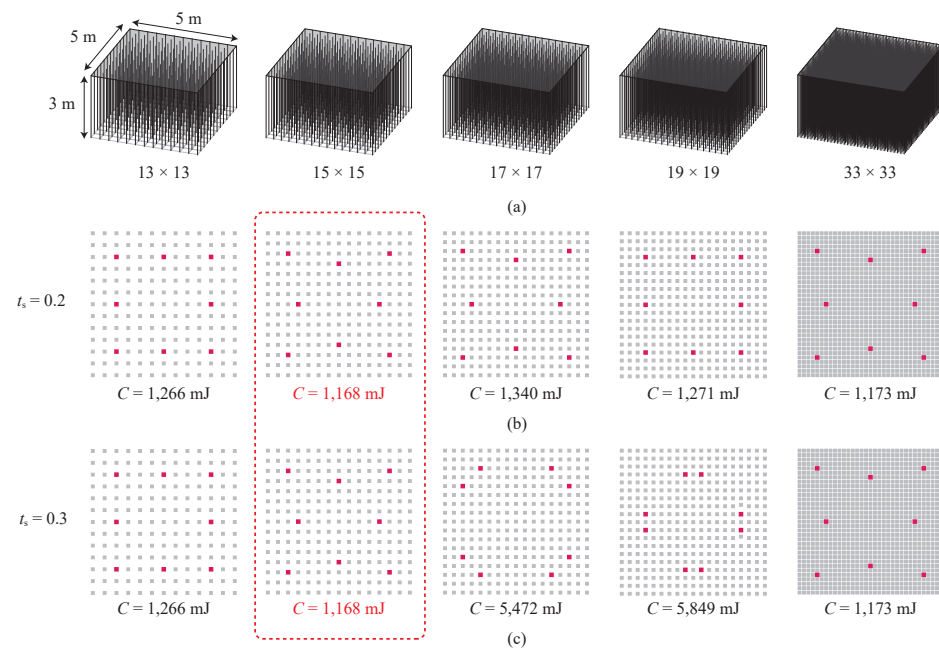 5 m
5 m
3 m
13 × 13
15 × 15
17 × 17
19 × 19
33 × 33
(a)
tₛ = 0.2
C = 1,266 mJ
C = 1,168 mJ
C = 1,340 mJ
C = 1,271 mJ
C = 1,173 mJ
(b)
tₛ = 0.3
C = 1,266 mJ
C = 1,168 mJ
C = 5,472 mJ
C = 5,849 mJ
C = 1,173 mJ
(c)